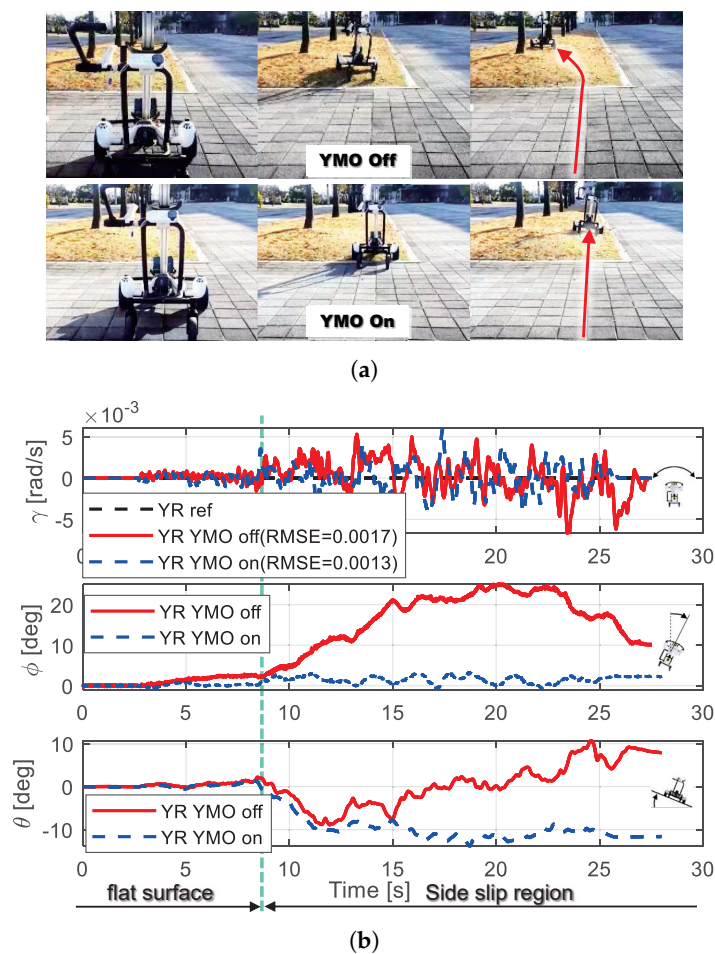 YMO Off
YMO On
(a)
×10⁻³
5
0
-5
γ [rad/s]
YR ref
YR YMO off(RMSE=0.0017)
YR YMO on(RMSE=0.0013)
0 20 25 30
20
10
0
ϕ [deg]
YR YMO off
YR YMO on
0 5 10 15 20 25 30
10
0
-10
θ [deg]
YR YMO off
YR YMO on
0 5 10 15 20 25 30
flat surface Time [s] Side slip region
(b)